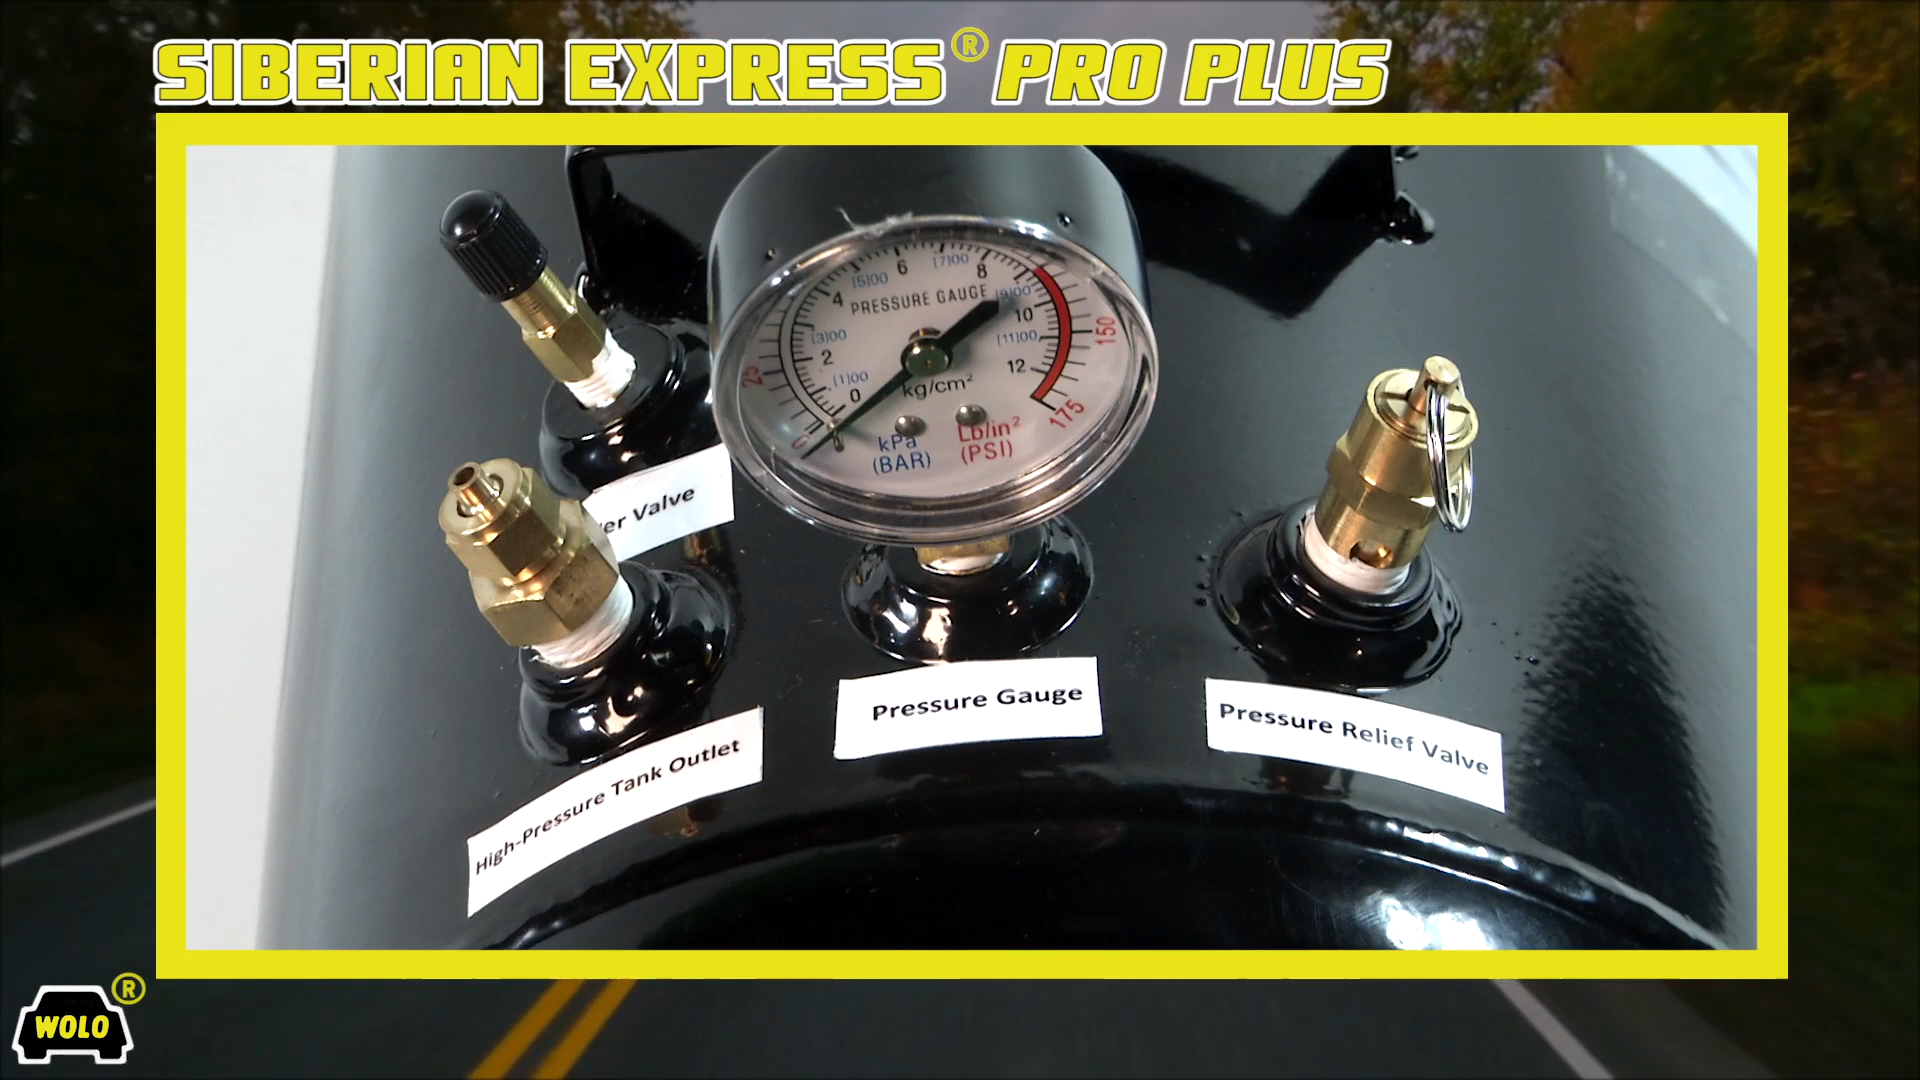 SIBERIAN EXPRESS® PRO PLUS
[5]00 6 [7]00 8
4 PRESSURE GAUGE [9]00
10 150
[3]00 [11]00
25 2 12
[1]00
0 kg/cm² 175
0
kPa Lb/in²
(BAR) (PSI)
Valve
High-Pressure Tank Outlet
Pressure Gauge
Pressure Relief Valve
WOLO ®